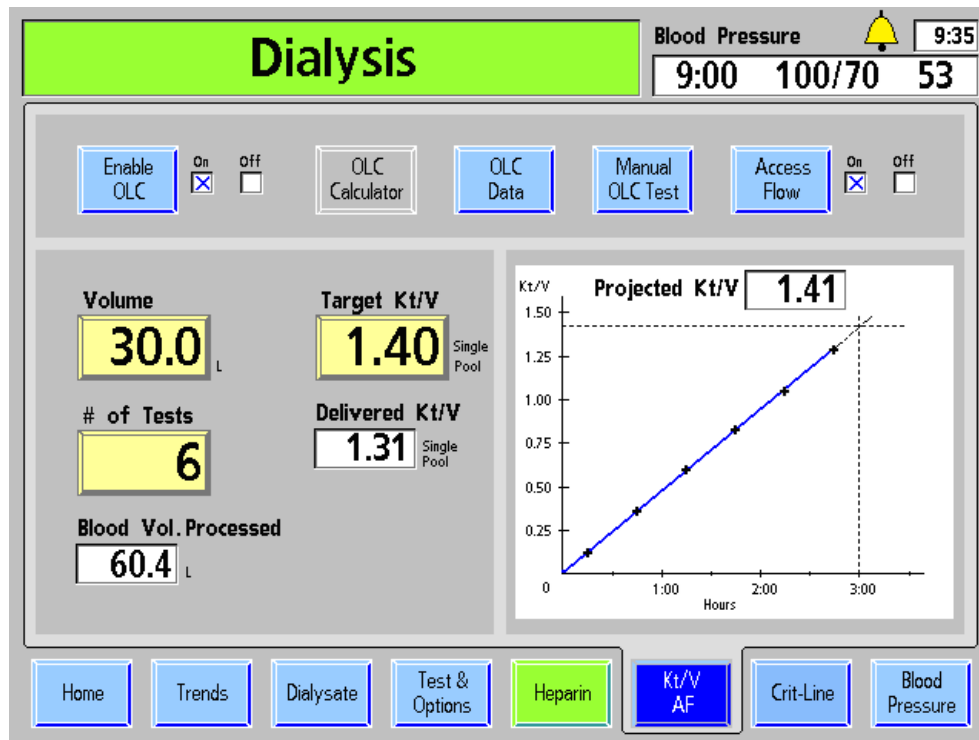 Dialysis
Blood Pressure 9:35
9:00 100/70 53
Enable OLC
On Off
OLC Calculator
OLC Data
Manual OLC Test
Access Flow
On Off
Volume
30.0 L
Target Kt/V
1.40 Single Pool
# of Tests
6
Delivered Kt/V
1.31 Single Pool
Blood Vol.Processed
60.4 L
Kt/V
Projected Kt/V 1.41
1.50
1.25
1.00
0.75
0.50
0.25
0 1:00 2:00 3:00
Hours
Home
Trends
Dialysate
Test & Options
Heparin
Kt/V AF
Crit-Line
Blood Pressure